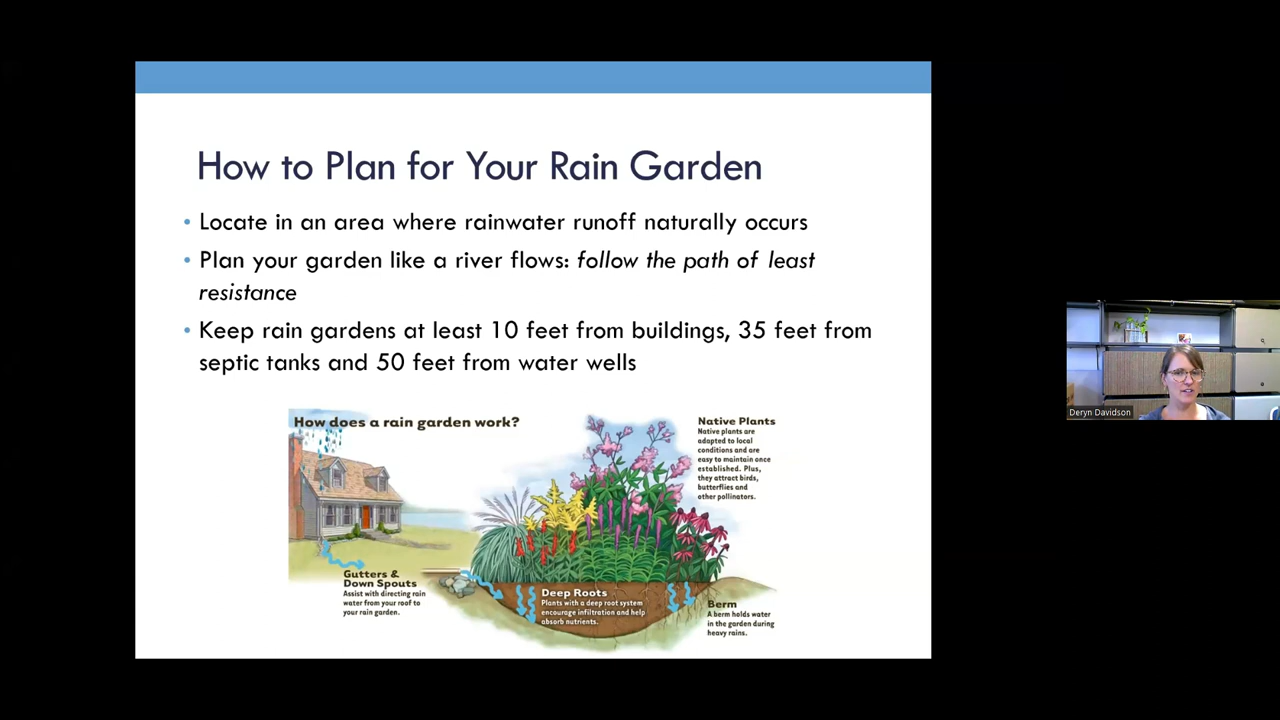 How to Plan for Your Rain Garden
• Locate in an area where rainwater runoff naturally occurs
• Plan your garden like a river flows: follow the path of least
resistance
• Keep rain gardens at least 10 feet from buildings, 35 feet from
septic tanks and 50 feet from water wells
How does a rain garden work?
Native Plants
Native plants are
adapted to local
conditions and are
easy to maintain once
established. Plus,
they attract birds,
butterflies and
other pollinators.
Gutters &
Down Spouts
Assist with directing rain
water from your roof to
your rain garden.
Deep Roots
Plants with a deep root system
encourage infiltration and help
absorb nutrients.
Berm
A berm holds water
in the garden during
heavy rains.
Deryn Davidson